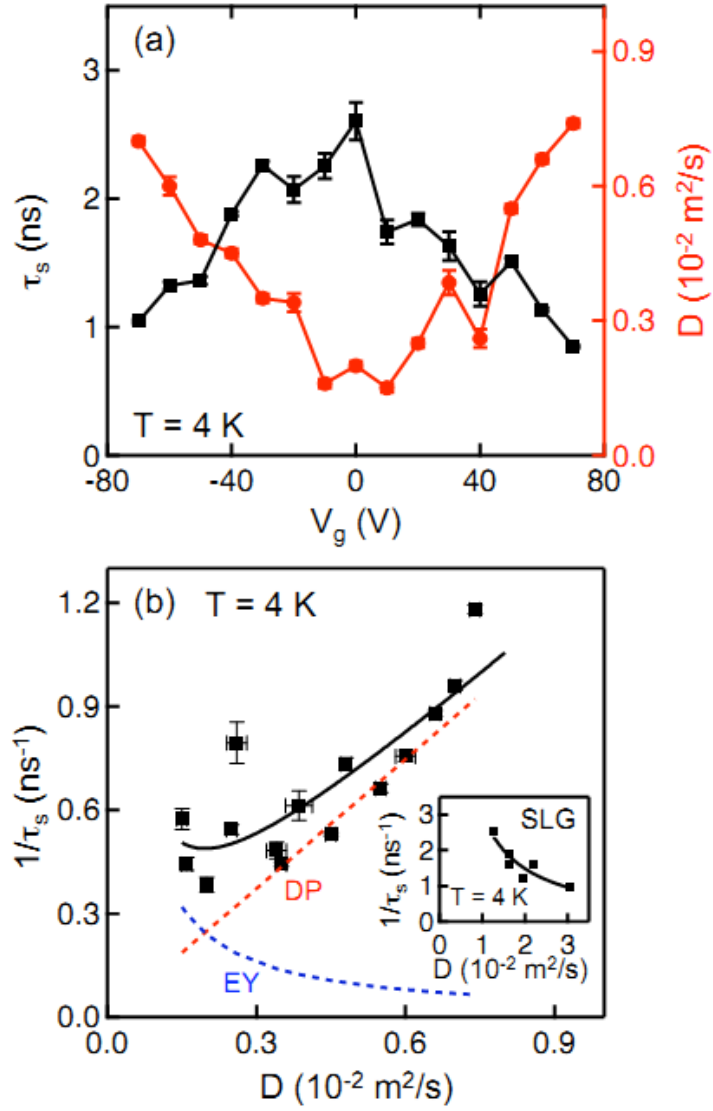 (a)
3
2
1
0
τs (ns)
0.9
0.6
0.3
0.0
D (10-2 m2/s)
T = 4 K
-80
-40
0
40
80
Vg (V)
(b)
T = 4 K
1.2
0.9
0.6
0.3
0.0
1/τs (ns-1)
DP
EY
SLG
3
2
1
0
1/τs (ns-1)
T = 4 K
0 1 2 3
D (10-2 m2/s)
0.0 0.3 0.6 0.9
D (10-2 m2/s)